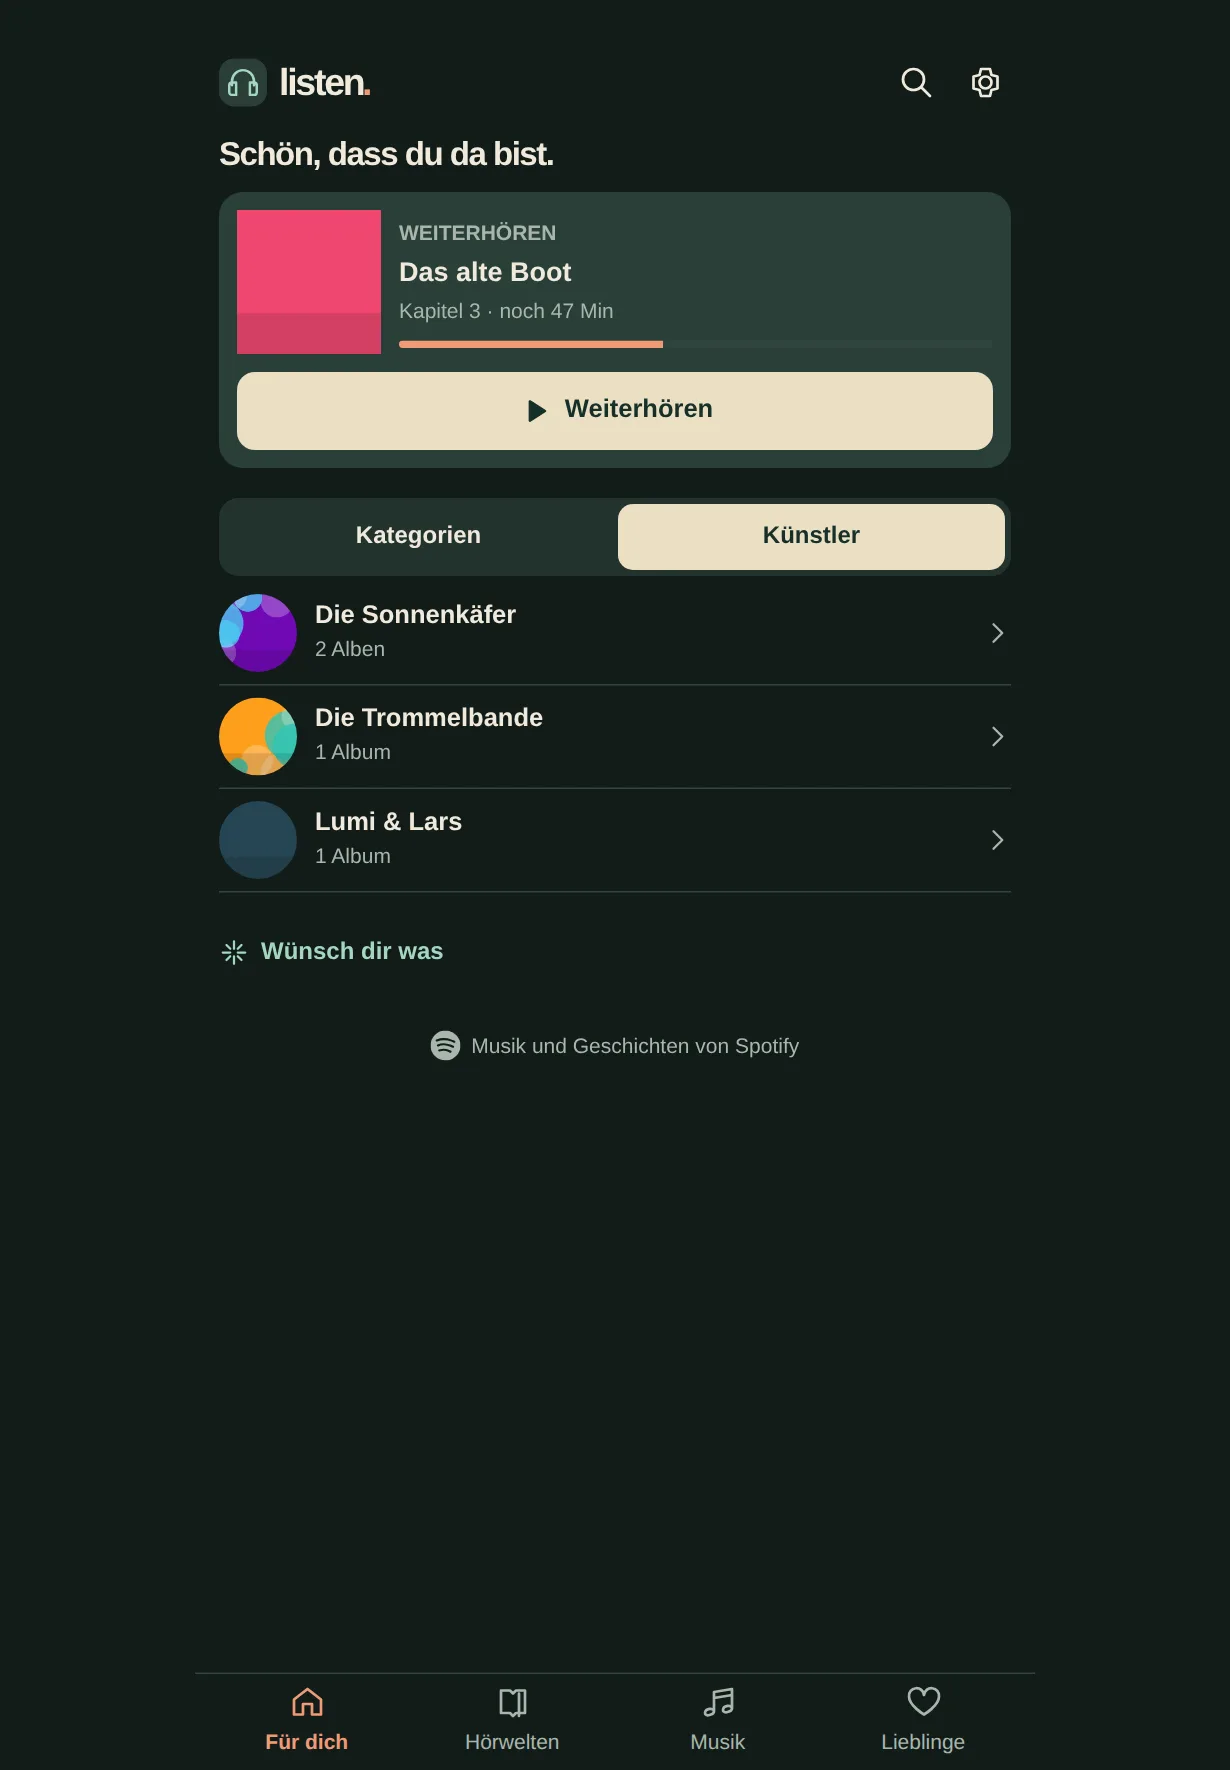 listen.
Schön, dass du da bist.
WEITERHÖREN
Das alte Boot
Kapitel 3 · noch 47 Min
Weiterhören
Kategorien
Künstler
Die Sonnenkäfer
2 Alben
Die Trommelbande
1 Album
Lumi & Lars
1 Album
Wünsch dir was
Musik und Geschichten von Spotify
Für dich
Hörwelten
Musik
Lieblinge